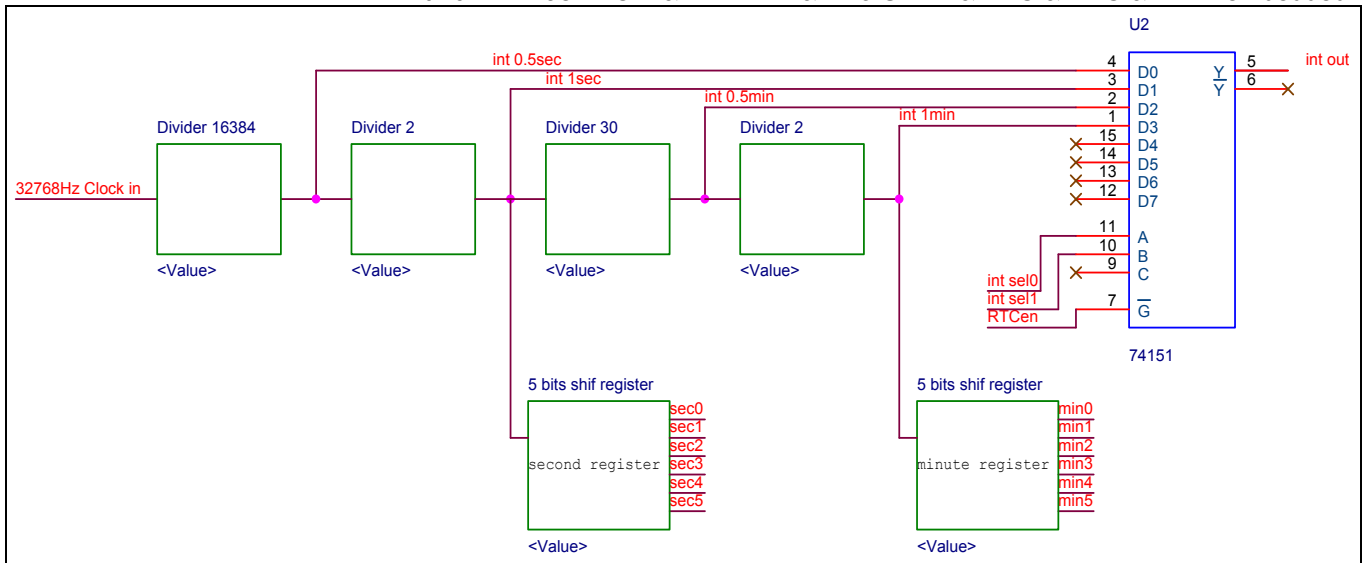 U2
int 0.5sec
int 1sec
int 0.5min
int 1min
int out
4 D0 Y 5
3 D1 Y 6
2 D2
1 D3
15 D4
14 D5
13 D6
12 D7
11 A
10 B
9 C
7 G
int sel0
int sel1
RTCen
74151
Divider 16384
Divider 2
Divider 30
Divider 2
32768Hz Clock in
<Value>
<Value>
<Value>
<Value>
5 bits shif register
second register
sec0
sec1
sec2
sec3
sec4
sec5
<Value>
5 bits shif register
minute register
min0
min1
min2
min3
min4
min5
<Value>